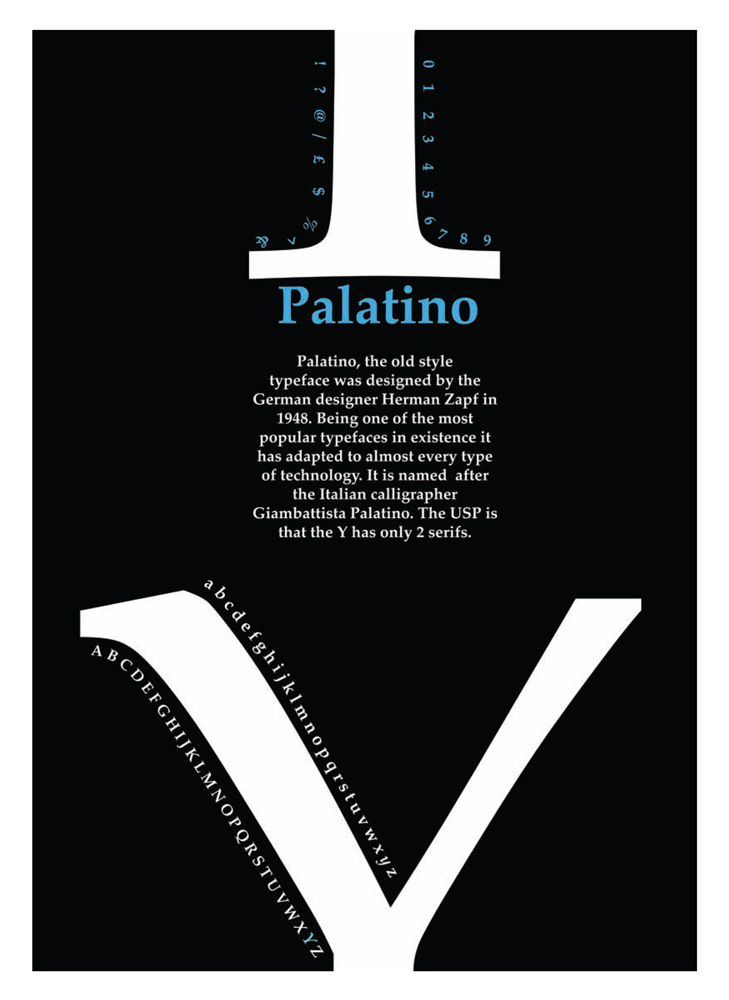 ! ? @ / £ $ % v &
0 1 2 3 4 5 6 7 8 9
Palatino
Palatino, the old style
typeface was designed by the
German designer Herman Zapf in
1948. Being one of the most
popular typefaces in existence it
has adapted to almost every type
of technology. It is named after
the Italian calligrapher
Giambattista Palatino. The USP is
that the Y has only 2 serifs.
a b c d e f g h i j k l m n o p q r s t u v w x y z
A B C D E F G H I J K L M N O P Q R S T U V W X Y Z
Y